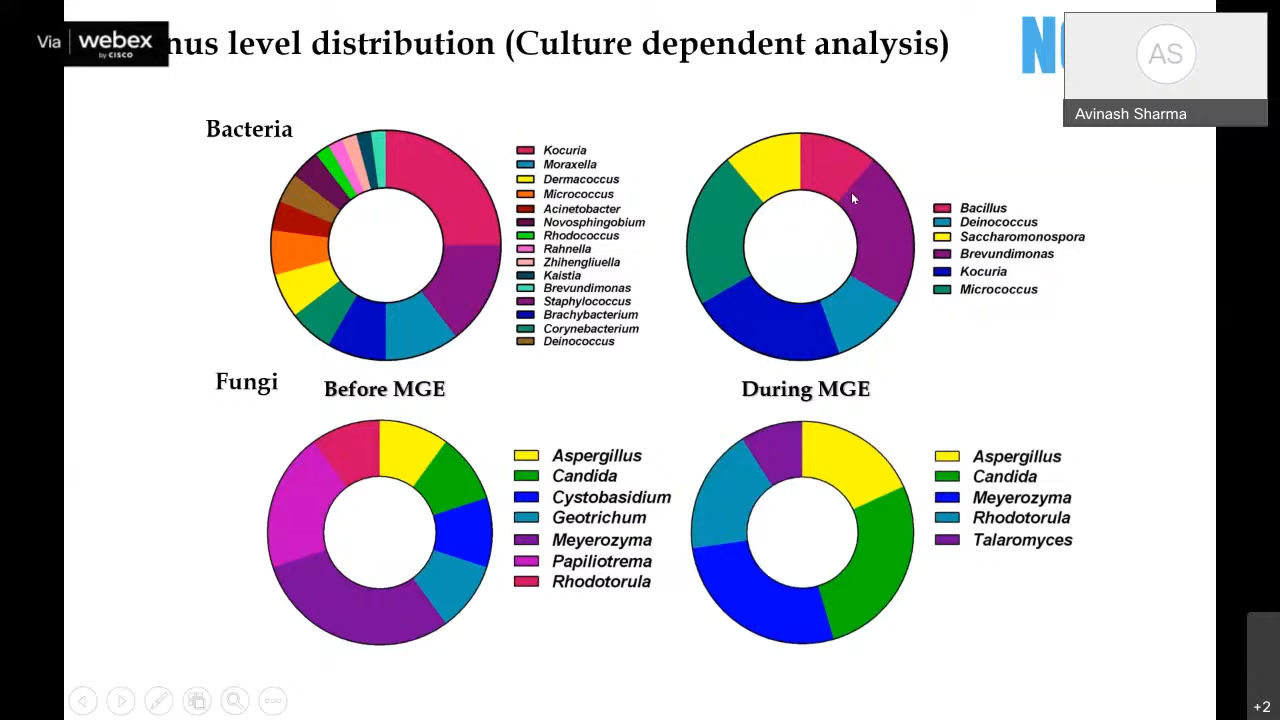 Via webex
by CISCO
nus level distribution (Culture dependent analysis)
AS
Avinash Sharma
Bacteria
Kocuria
Moraxella
Dermacoccus
Micrococcus
Acinetobacter
Novosphingobium
Rhodococcus
Rahnella
Zhihengliuella
Kaistia
Brevundimonas
Staphylococcus
Brachybacterium
Corynebacterium
Deinococcus
Bacillus
Deinococcus
Saccharomonospora
Brevundimonas
Kocuria
Micrococcus
Fungi
Before MGE
During MGE
Aspergillus
Candida
Cystobasidium
Geotrichum
Meyerozyma
Papiliotrema
Rhodotorula
Aspergillus
Candida
Meyerozyma
Rhodotorula
Talaromyces
+2